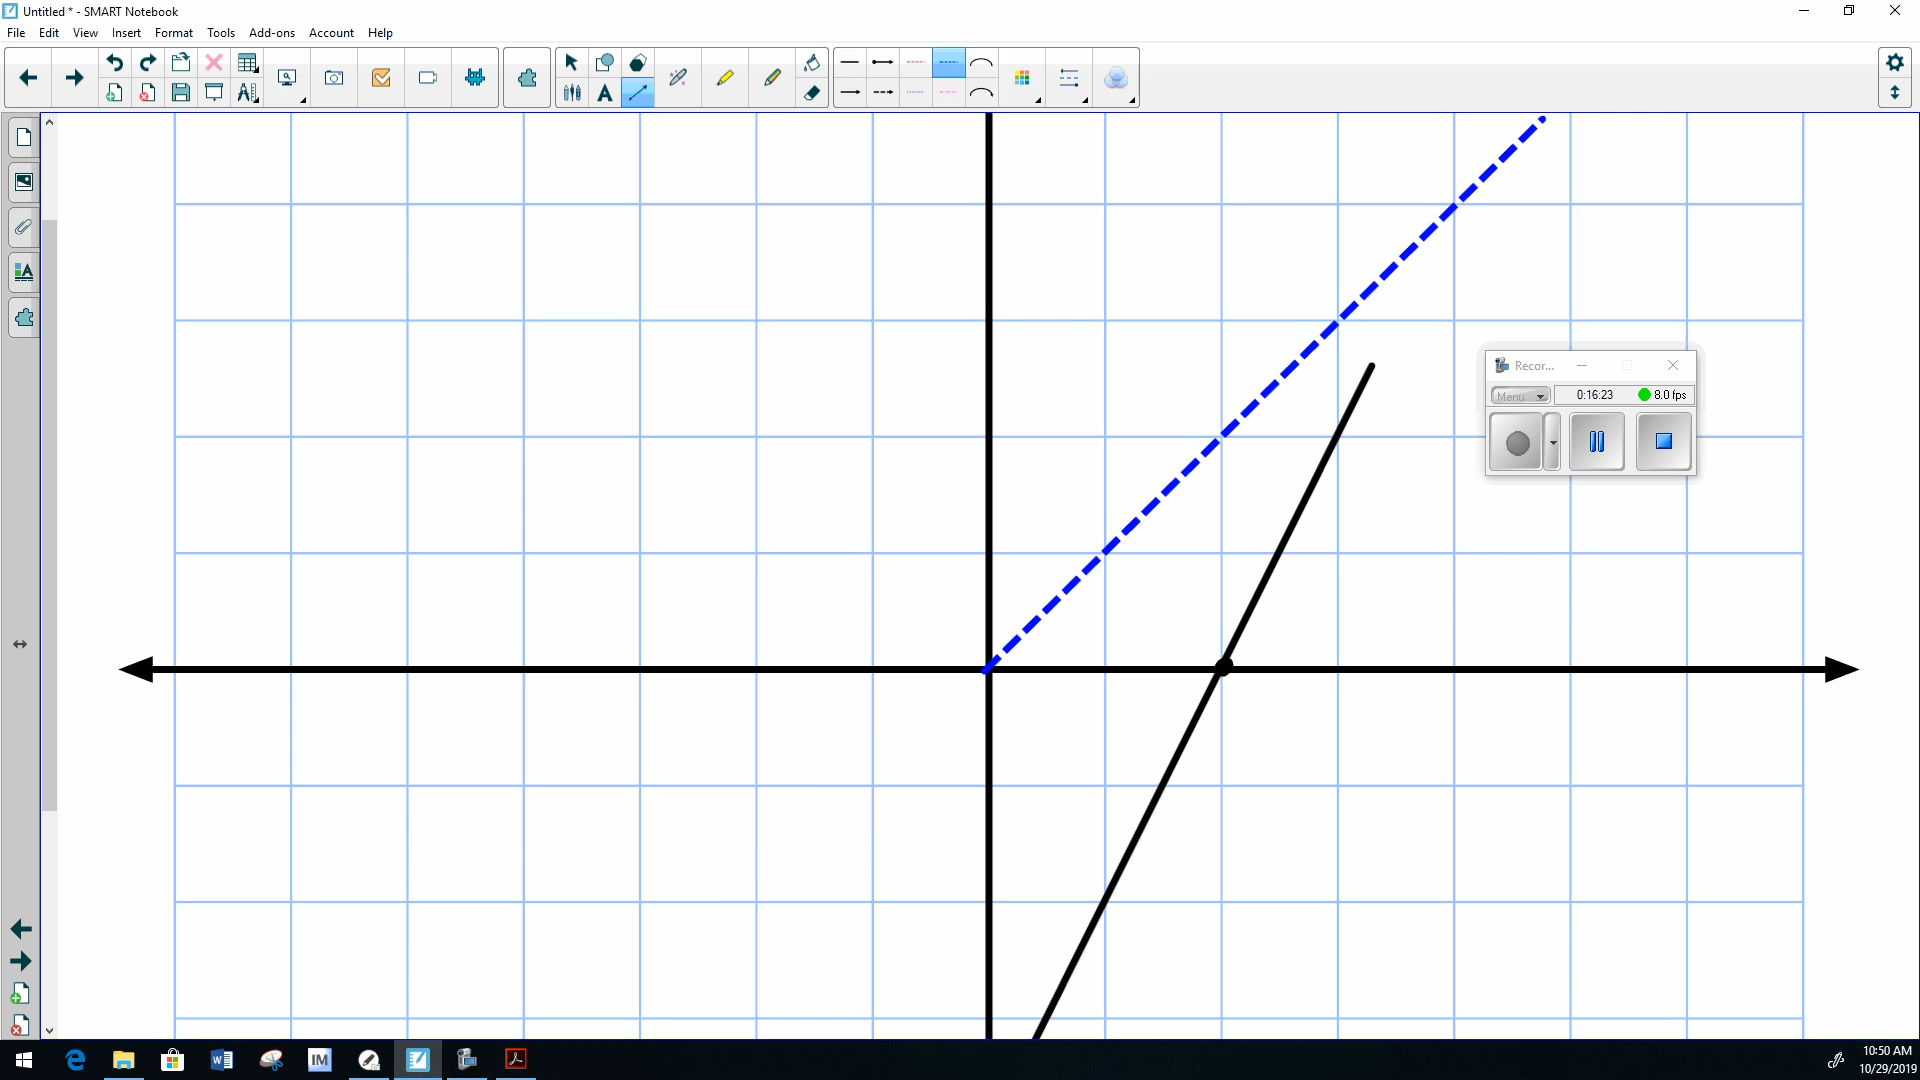 Untitled * - SMART Notebook
File Edit View Insert Format Tools Add-ons Account Help
Recor...
Menu 0:16:23 8.0 fps
10:50 AM
10/29/2019